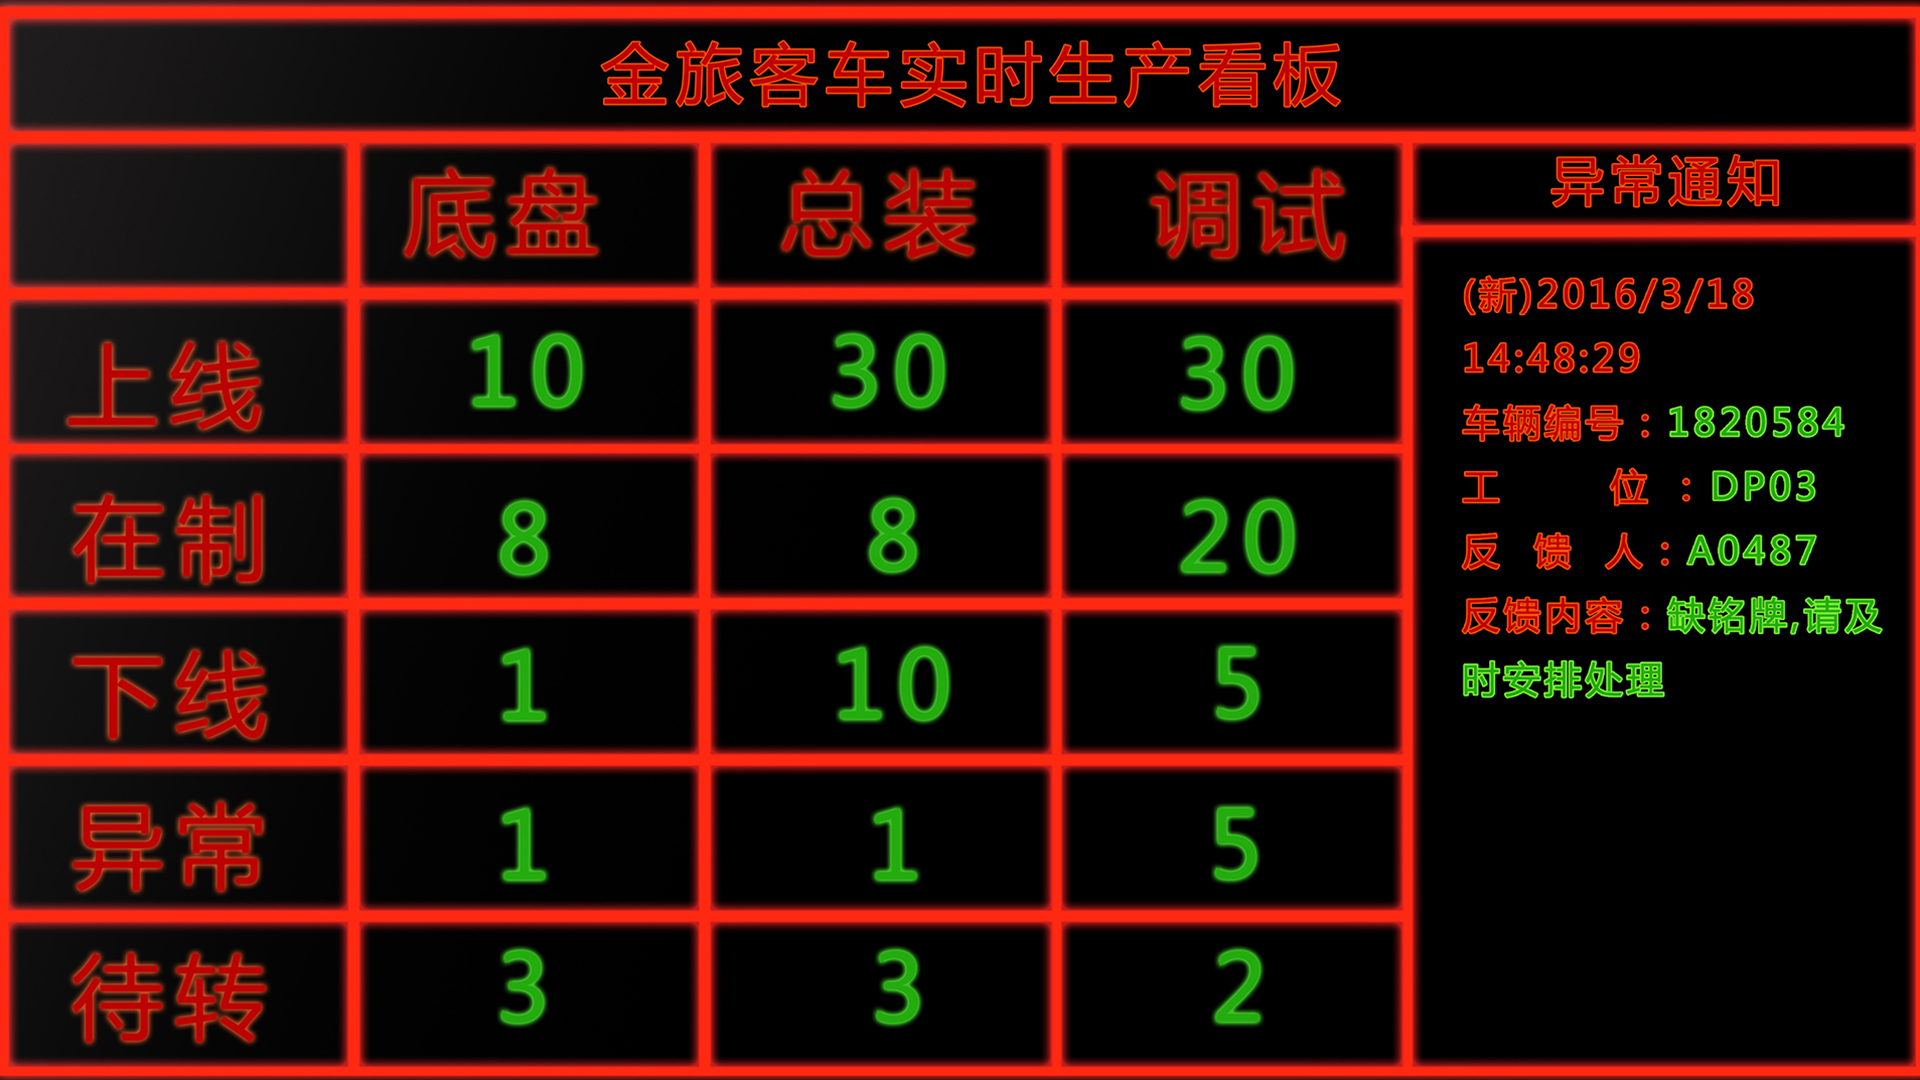 金旅客车实时生产看板
底盘 总装 调试
上线 10 30 30
在制 8 8 20
下线 1 10 5
异常 1 1 5
待转 3 3 2
异常通知
(新)2016/3/18
14:48:29
车辆编号：1820584
工 位 ：DP03
反 馈 人：A0487
反馈内容：缺铭牌,请及
时安排处理